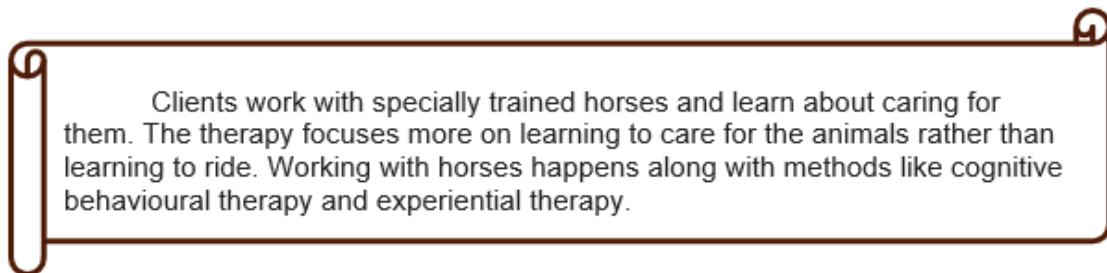 Clients work with specially trained horses and learn about caring for
them. The therapy focuses more on learning to care for the animals rather than
learning to ride. Working with horses happens along with methods like cognitive
behavioural therapy and experiential therapy.